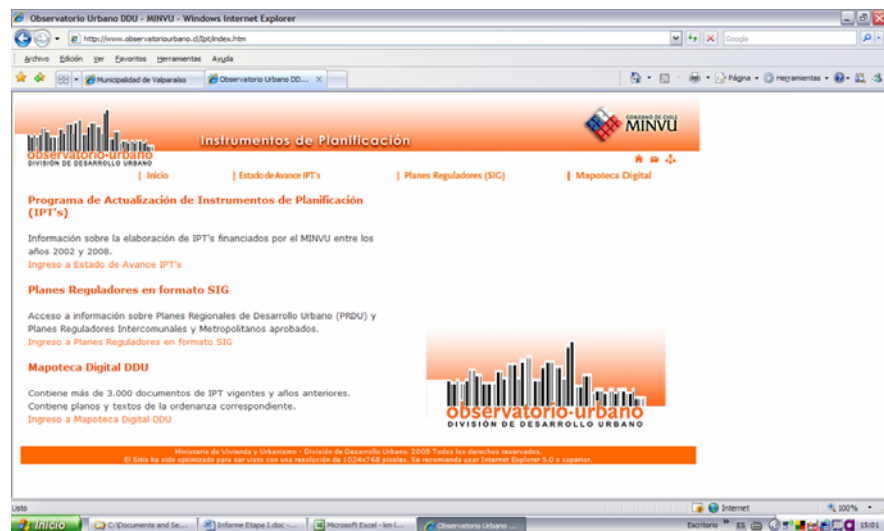 Observatorio Urbano DDU - MINVU - Windows Internet Explorer
http://www.observatoriourbano.cl/Ipt/index.htm
Google
Archivo Edición Ver Favoritos Herramientas Ayuda
Municipalidad de Valparaíso
Observatorio Urbano DD...
Página
Herramientas
Instrumentos de Planificación
GOBIERNO DE CHILE
MINVU
observatorio-urbano
DIVISIÓN DE DESARROLLO URBANO
| Inicio | Estado de Avance IPT's | Planes Reguladores (SIG) | Mapoteca Digital
Programa de Actualización de Instrumentos de Planificación
(IPT's)
Información sobre la elaboración de IPT's financiados por el MINVU entre los
años 2002 y 2008.
Ingreso a Estado de Avance IPT's
Planes Reguladores en formato SIG
Acceso a información sobre Planes Regionales de Desarrollo Urbano (PRDU) y
Planes Reguladores Intercomunales y Metropolitanos aprobados.
Ingreso a Planes Reguladores en formato SIG
Mapoteca Digital DDU
Contiene más de 3.000 documentos de IPT vigentes y años anteriores.
Contiene planos y textos de la ordenanza correspondiente.
Ingreso a Mapoteca Digital DDU
observatorio-urbano
DIVISIÓN DE DESARROLLO URBANO
Ministerio de Vivienda y Urbanismo - División de Desarrollo Urbano. 2005 Todos los derechos reservados.
El Sitio ha sido optimizado para ser visto con una resolución de 1024x768 pixeles. Se recomienda usar Internet Explorer 5.0 o superior.
Listo
Internet
100%
Inicio
C:\Documents and Se...
Informe Etapa I.doc -...
Microsoft Excel - km l...
Observatorio Urbano ...
Escritorio
ES
15:01